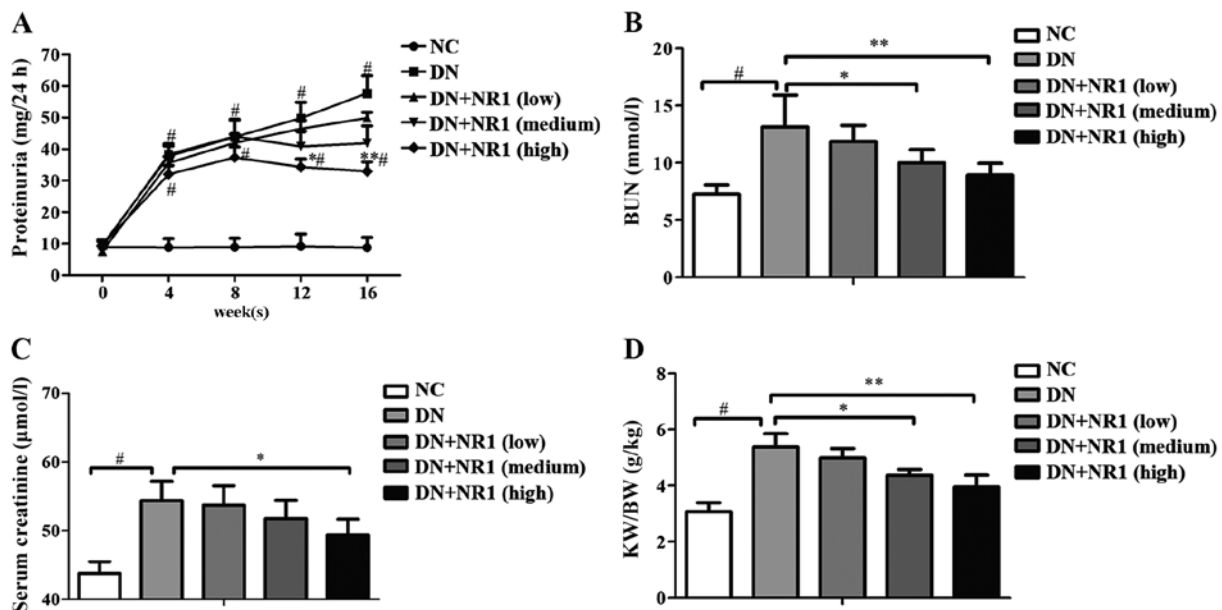 A
Proteinuria (mg/24 h)
70
60
50
40
30
20
10
0
#
#
#
#
#
#
*#
**#
0 4 8 12 16
week(s)
NC
DN
DN+NR1 (low)
DN+NR1 (medium)
DN+NR1 (high)
B
BUN (mmol/l)
20
15
10
5
0
#
*
**
NC
DN
DN+NR1 (low)
DN+NR1 (medium)
DN+NR1 (high)
C
Serum creatinine (μmol/l)
70
60
50
40
#
*
NC
DN
DN+NR1 (low)
DN+NR1 (medium)
DN+NR1 (high)
D
KW/BW (g/kg)
8
6
4
2
0
#
*
**
NC
DN
DN+NR1 (low)
DN+NR1 (medium)
DN+NR1 (high)